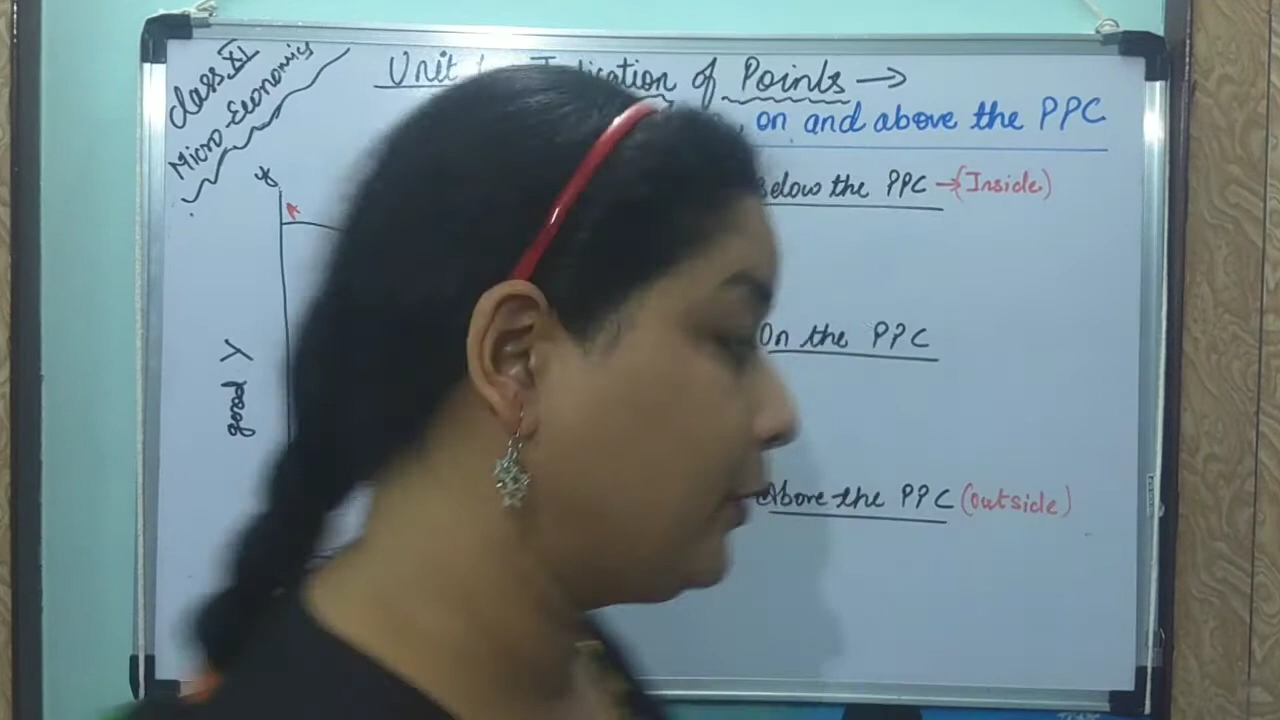 Class XI
Micro-Economics
Unit of Points →
on and above the PPC
Below the PPC → (Inside)
y
A
good Y
On the PPC
Above the PPC (outside)